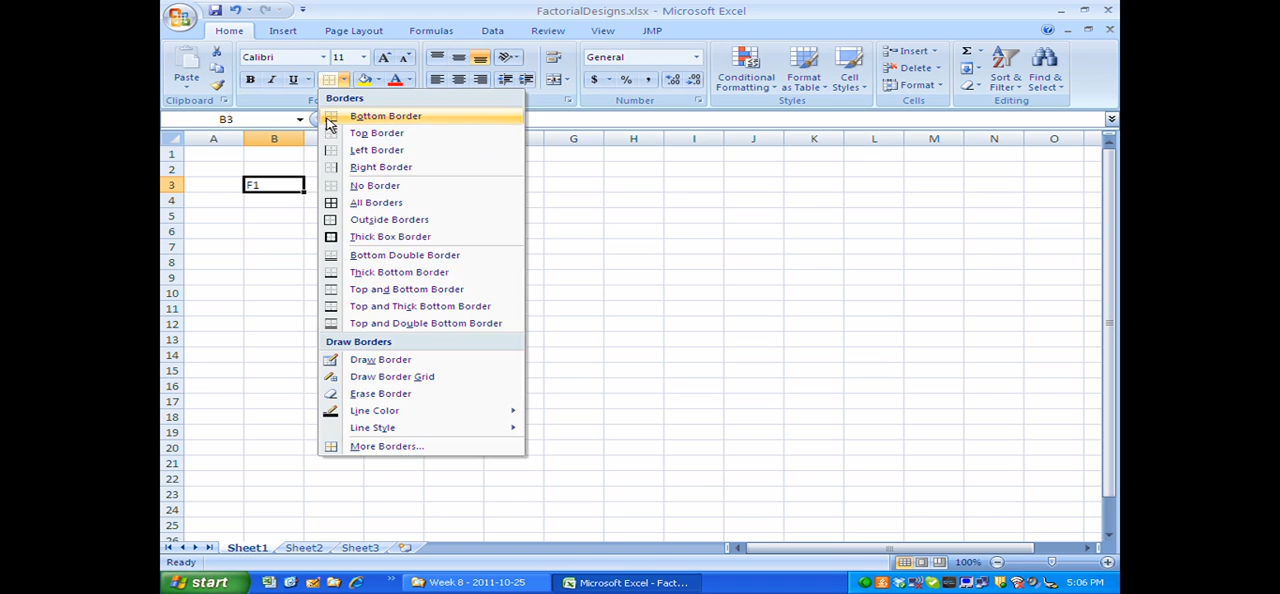 FactorialDesigns.xlsx - Microsoft Excel
Home Insert Page Layout Formulas Data Review View JMP
Calibri 11 A A General Insert Σ
Paste B I U A $ % , .0 .00 Conditional Formatting Format as Table Cell Styles Delete Format Sort & Filter Find & Select
Clipboard Number Styles Cells Editing
B3
Borders
Bottom Border
Top Border
Left Border
Right Border
No Border
All Borders
Outside Borders
Thick Box Border
Bottom Double Border
Thick Bottom Border
Top and Bottom Border
Top and Thick Bottom Border
Top and Double Bottom Border
Draw Borders
Draw Border
Draw Border Grid
Erase Border
Line Color
Line Style
More Borders...
A B G H I J K L M N O
1
2
3 F1
4
5
6
7
8
9
10
11
12
13
14
15
16
17
18
19
20
21
22
23
24
25
Sheet1 Sheet2 Sheet3
Ready 100%
start Week 8 - 2011-10-25 Microsoft Excel - Fact... 5:06 PM